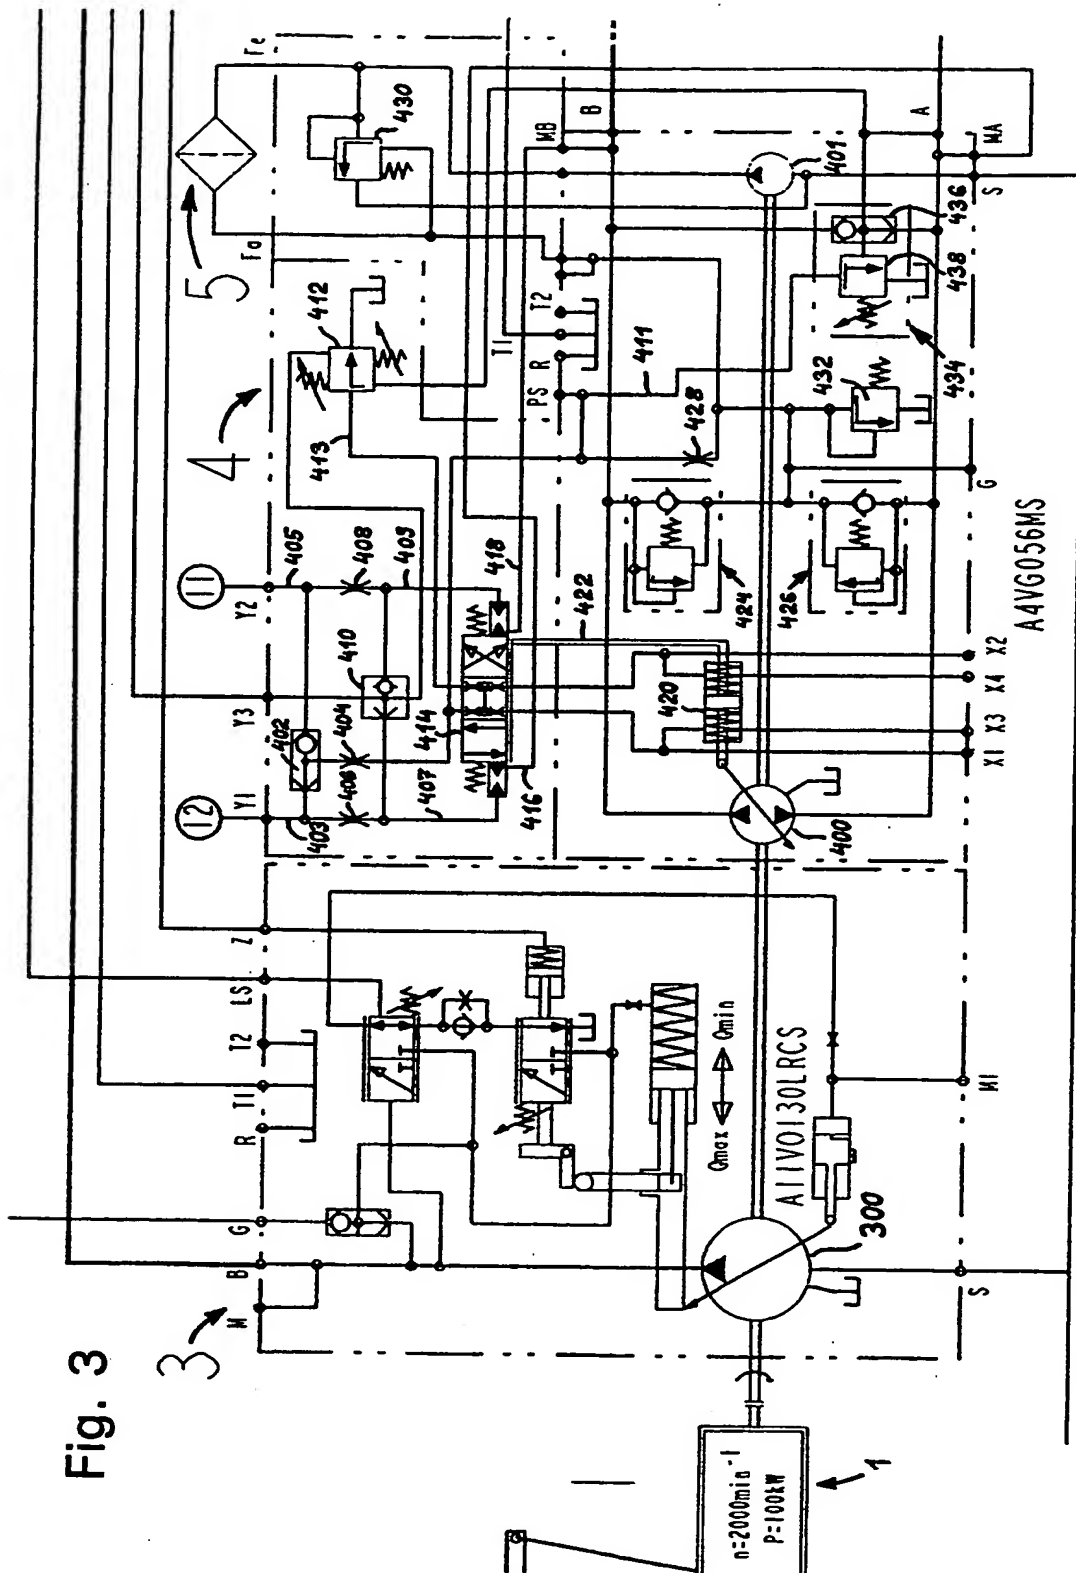 Fig. 3
3
M
B
G
R
T1
T2
LS
Z
12
Y1
Y3
Y2
11
4
5
Ta
Fe
402
403
404
405
406
407
408
409
410
412
413
414
416
418
420
422
424
426
428
430
432
434
436
438
411
401
400
PS
R
T1
T2
MB
B
A
MA
S
G
X1
X3
X4
X2
A4VG056MS
Qmax
Qmin
A11VO130LRCS
M1
300
S
n=2000min-1
P=100kW
1